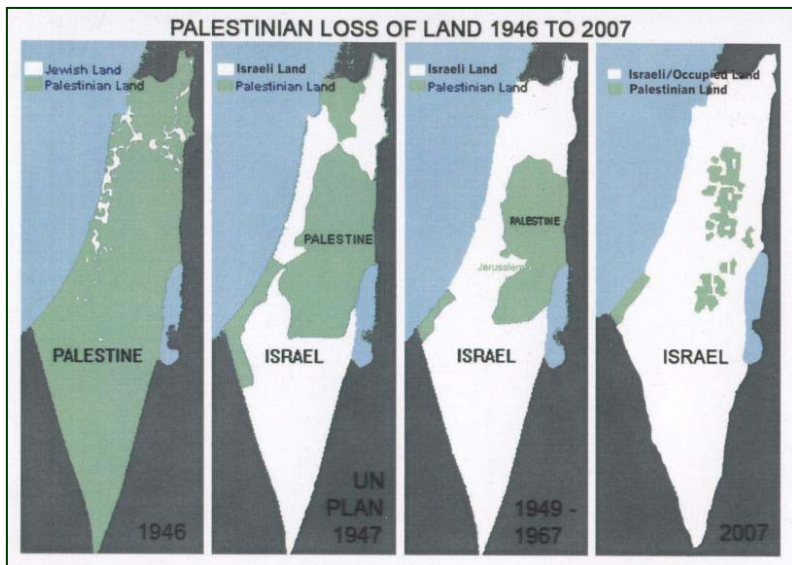 PALESTINIAN LOSS OF LAND 1946 TO 2007
Jewish Land
Palestinian Land
PALESTINE
1946
Israeli Land
Palestinian Land
PALESTINE
ISRAEL
UN
PLAN
1947
Israeli Land
Palestinian Land
PALESTINE
Jerusalem
ISRAEL
1949 -
1967
Israeli/Occupied Land
Palestinian Land
ISRAEL
2007